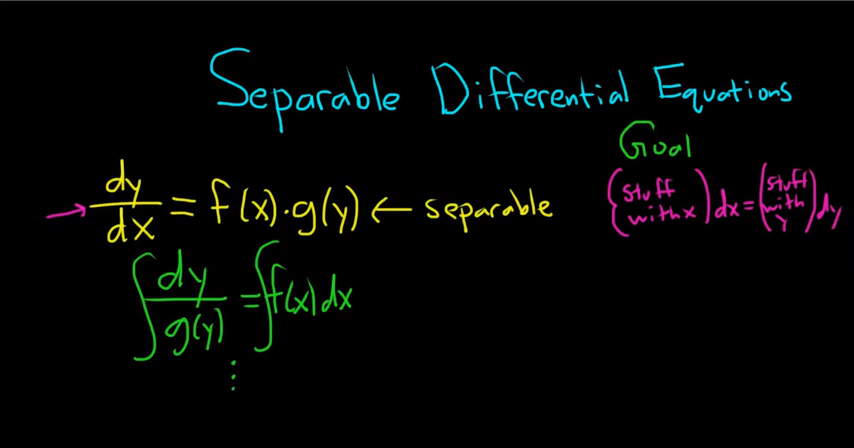 Separable Differential Equations
Goal
(stuff with x) dx = (stuff with y) dy
→ dy/dx = f(x)·g(y) ← separable
∫ dy/g(y) = ∫ f(x) dx
⋮